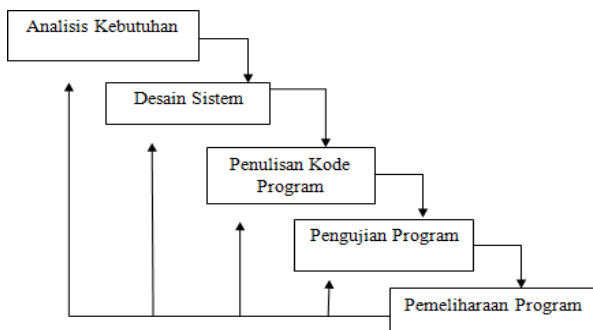 Analisis Kebutuhan
Desain Sistem
Penulisan Kode
Program
Pengujian Program
Pemeliharaan Program